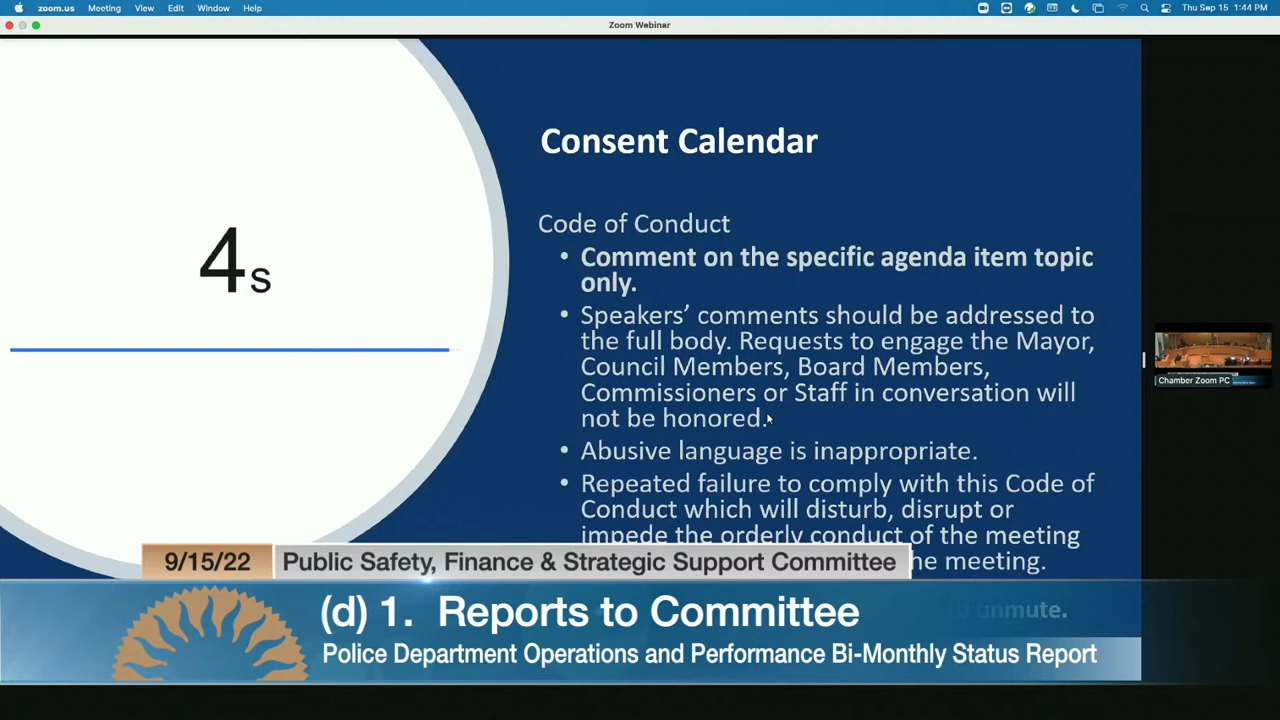 zoom.us Meeting View Edit Window Help Thu Sep 15 1:44 PM
Zoom Webinar
Consent Calendar
4s
Code of Conduct
• Comment on the specific agenda item topic
only.
• Speakers' comments should be addressed to
the full body. Requests to engage the Mayor,
Council Members, Board Members,
Commissioners or Staff in conversation will
not be honored.
• Abusive language is inappropriate.
• Repeated failure to comply with this Code of
Conduct which will disturb, disrupt or
impede the orderly conduct of the meeting
he meeting.
unmute.
Chamber Zoom PC
9/15/22 Public Safety, Finance & Strategic Support Committee
(d) 1. Reports to Committee
Police Department Operations and Performance Bi-Monthly Status Report